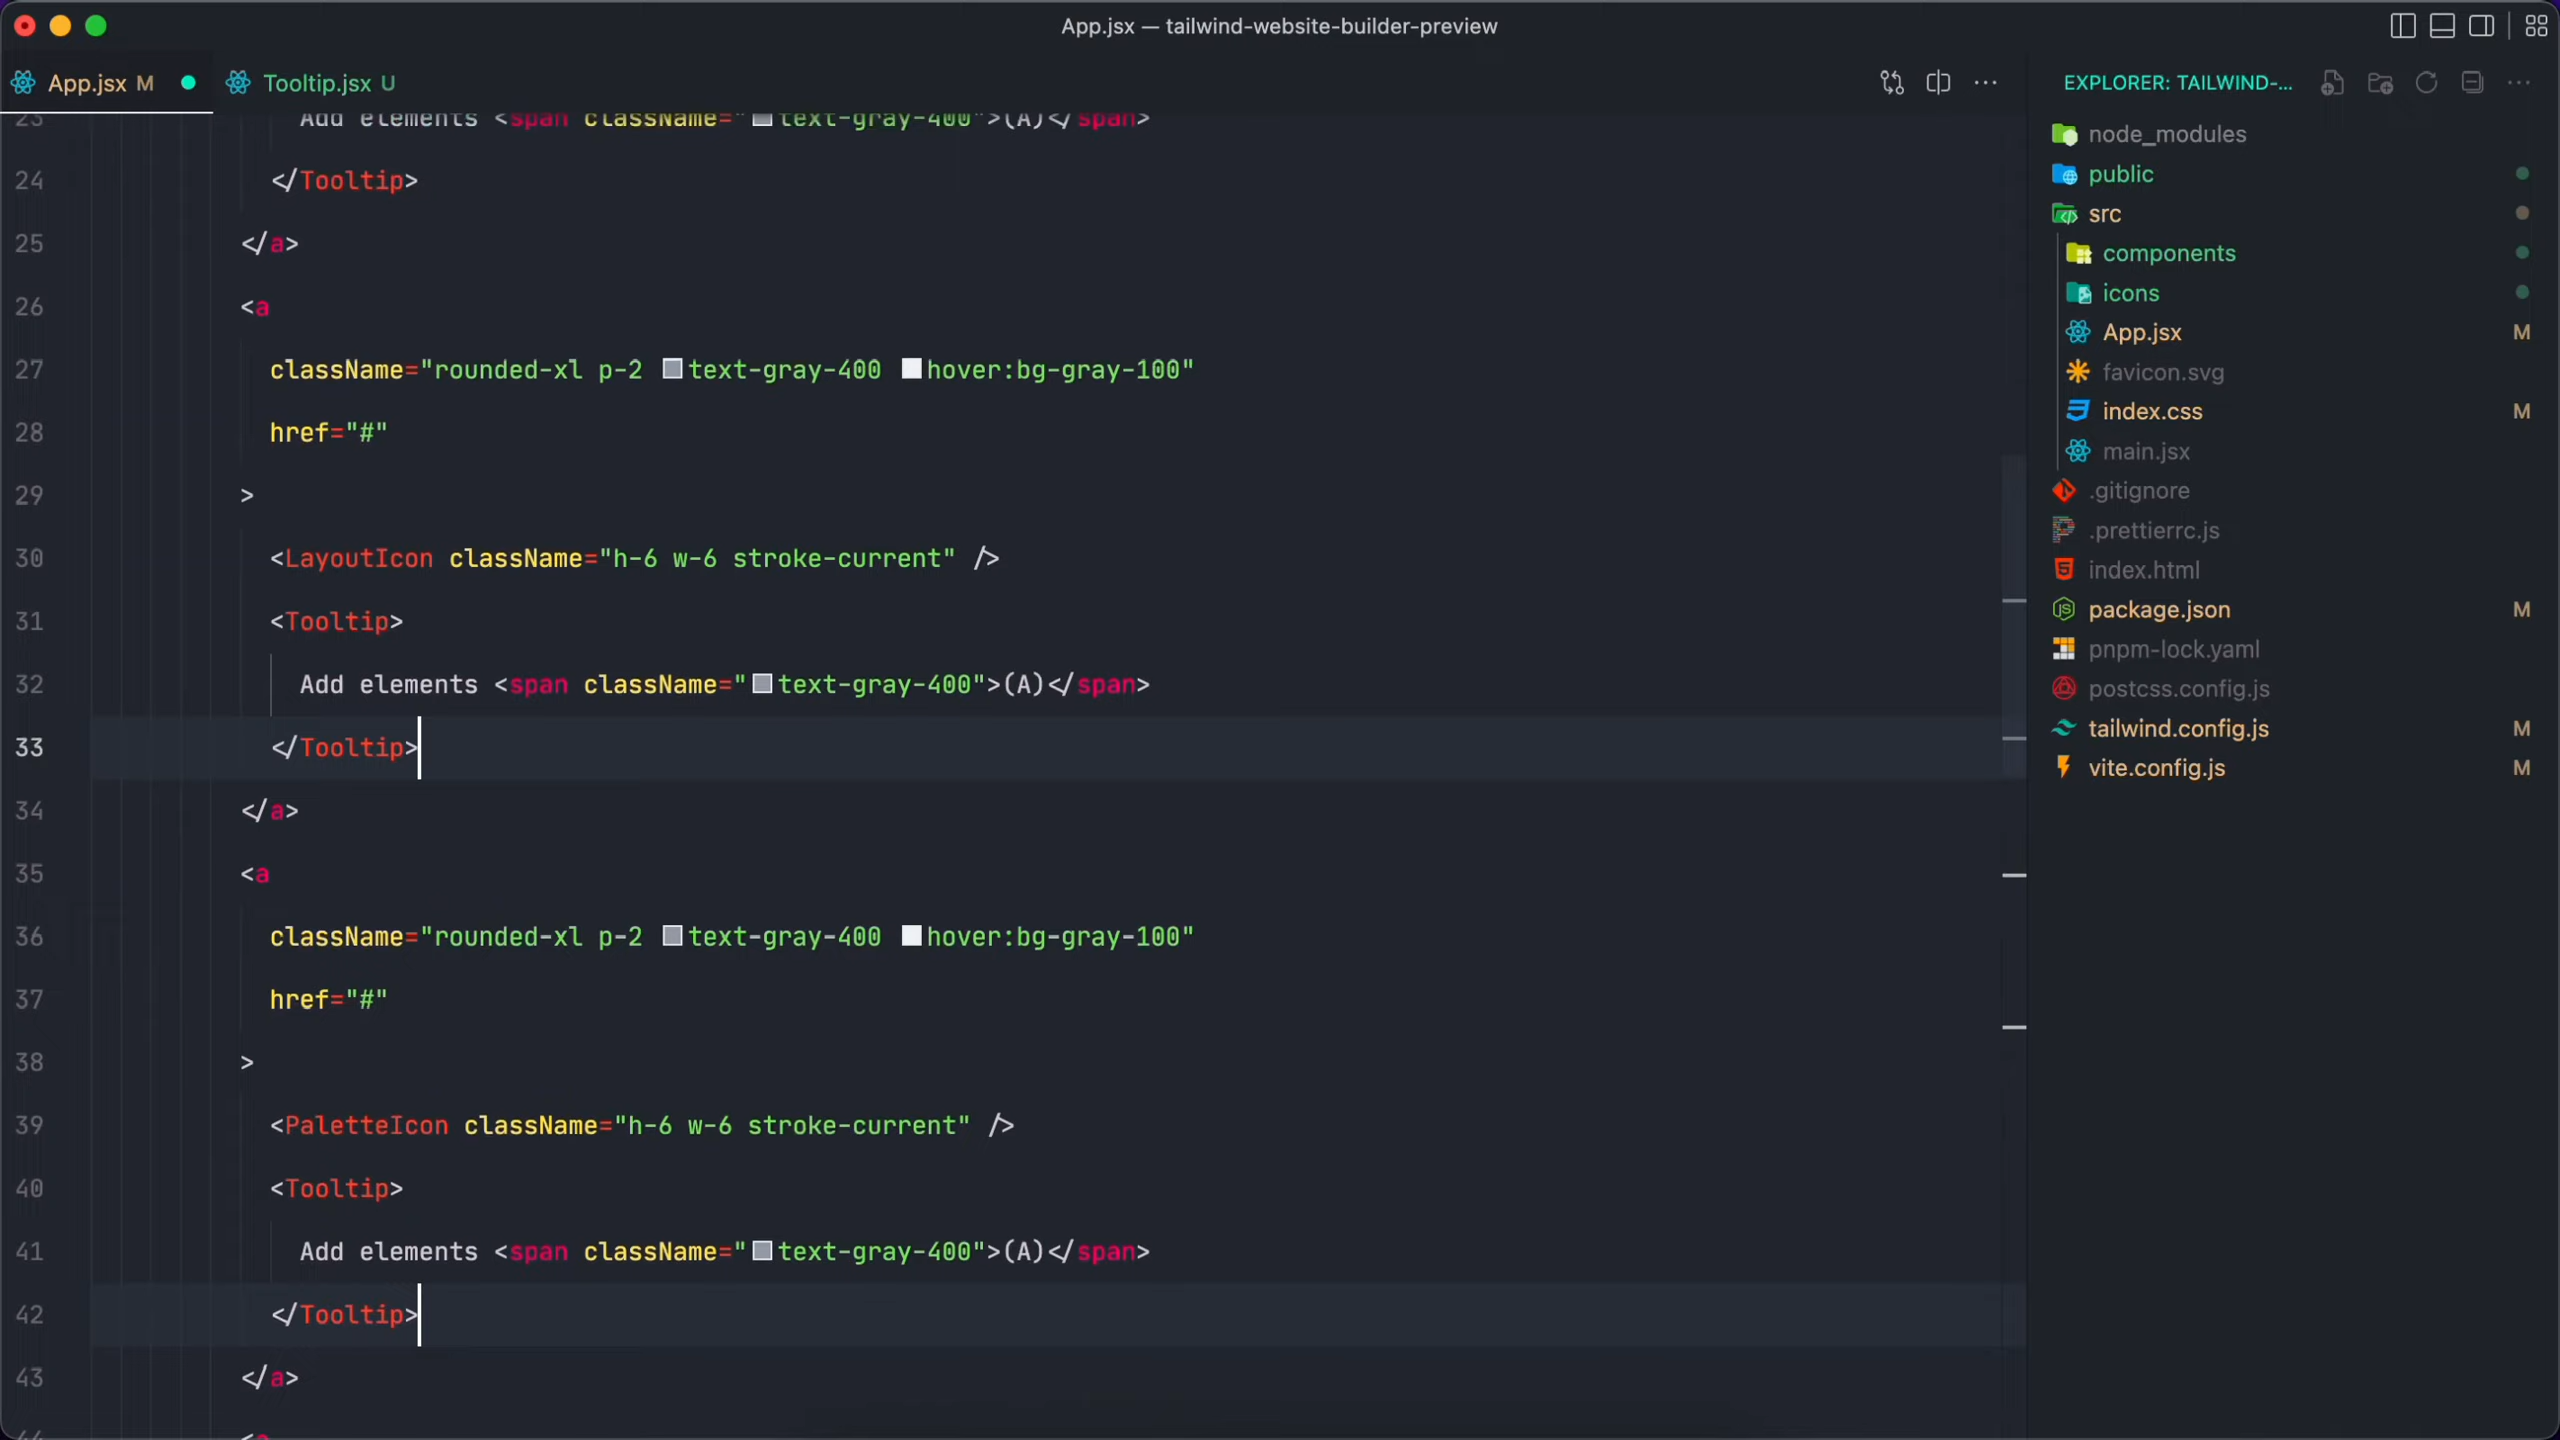 App.jsx — tailwind-website-builder-preview
App.jsx M
Tooltip.jsx U
EXPLORER: TAILWIND-...
23 Add elements <span className="text-gray-400">(A)</span>
24 </Tooltip>
25 </a>
26 <a
27 className="rounded-xl p-2 text-gray-400 hover:bg-gray-100"
28 href="#"
29 >
30 <LayoutIcon className="h-6 w-6 stroke-current" />
31 <Tooltip>
32 Add elements <span className="text-gray-400">(A)</span>
33 </Tooltip>
34 </a>
35 <a
36 className="rounded-xl p-2 text-gray-400 hover:bg-gray-100"
37 href="#"
38 >
39 <PaletteIcon className="h-6 w-6 stroke-current" />
40 <Tooltip>
41 Add elements <span className="text-gray-400">(A)</span>
42 </Tooltip>
43 </a>
44 <a
node_modules
public
src
components
icons
App.jsx M
favicon.svg
index.css M
main.jsx
.gitignore
.prettierrc.js
index.html
package.json M
pnpm-lock.yaml
postcss.config.js
tailwind.config.js M
vite.config.js M